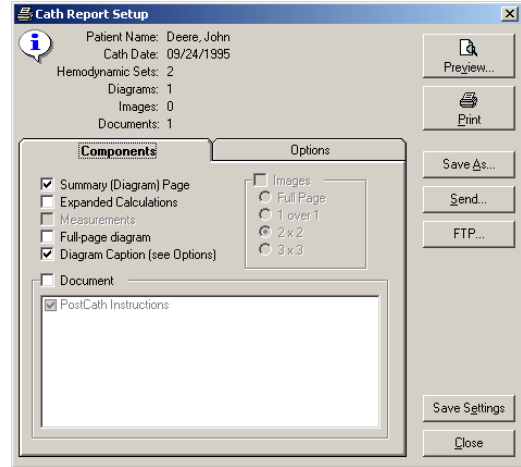 Cath Report Setup
Patient Name: Deere, John
Cath Date: 09/24/1995
Hemodynamic Sets: 2
Diagrams: 1
Images: 0
Documents: 1
Preview...
Print
Save As...
Send...
FTP...
Components
Options
Summary (Diagram) Page
Expanded Calculations
Measurements
Full-page diagram
Diagram Caption (see Options)
Images
Full Page
1 over 1
2 x 2
3 x 3
Document
PostCath Instructions
Save Settings
Close